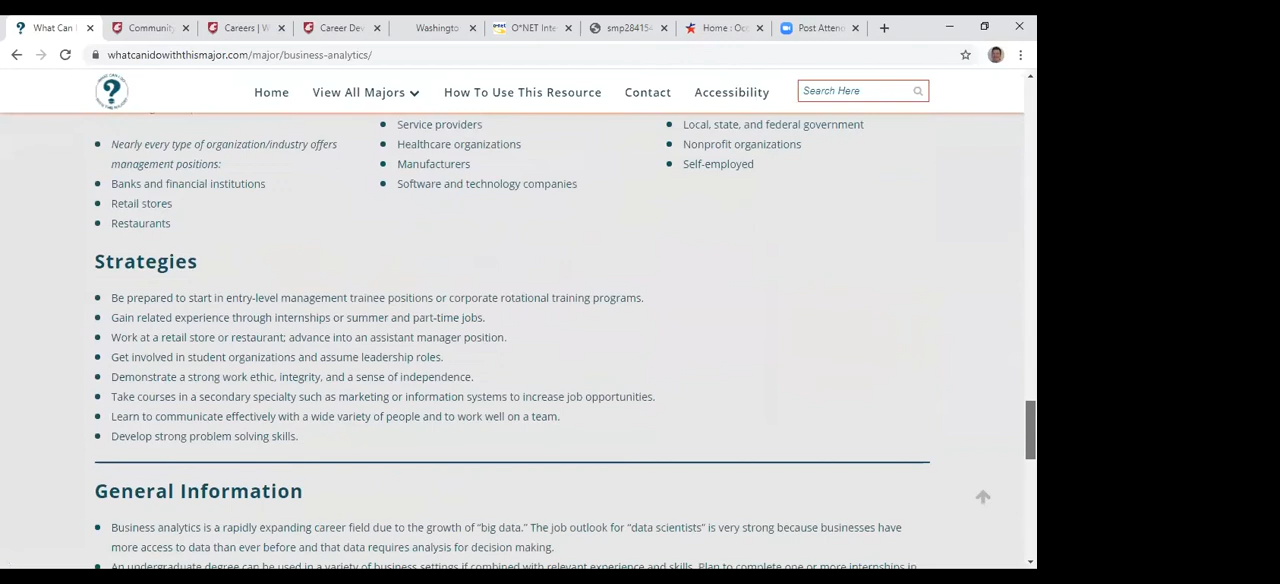 What Can I
Community
Careers | W
Career Dev
Washingto
O*NET Inte
smp28415
Home : Occ
Post Atteno
whatcanidowiththismajor.com/major/business-analytics/
?
Home
View All Majors
How To Use This Resource
Contact
Accessibility
Search Here
Nearly every type of organization/industry offers
management positions:
Banks and financial institutions
Retail stores
Restaurants
Service providers
Healthcare organizations
Manufacturers
Software and technology companies
Local, state, and federal government
Nonprofit organizations
Self-employed
Strategies
Be prepared to start in entry-level management trainee positions or corporate rotational training programs.
Gain related experience through internships or summer and part-time jobs.
Work at a retail store or restaurant; advance into an assistant manager position.
Get involved in student organizations and assume leadership roles.
Demonstrate a strong work ethic, integrity, and a sense of independence.
Take courses in a secondary specialty such as marketing or information systems to increase job opportunities.
Learn to communicate effectively with a wide variety of people and to work well on a team.
Develop strong problem solving skills.
General Information
Business analytics is a rapidly expanding career field due to the growth of “big data.” The job outlook for “data scientists” is very strong because businesses have
more access to data than ever before and that data requires analysis for decision making.
An undergraduate degree can be used in a variety of business settings if combined with relevant experience and skills. Plan to complete one or more internships in